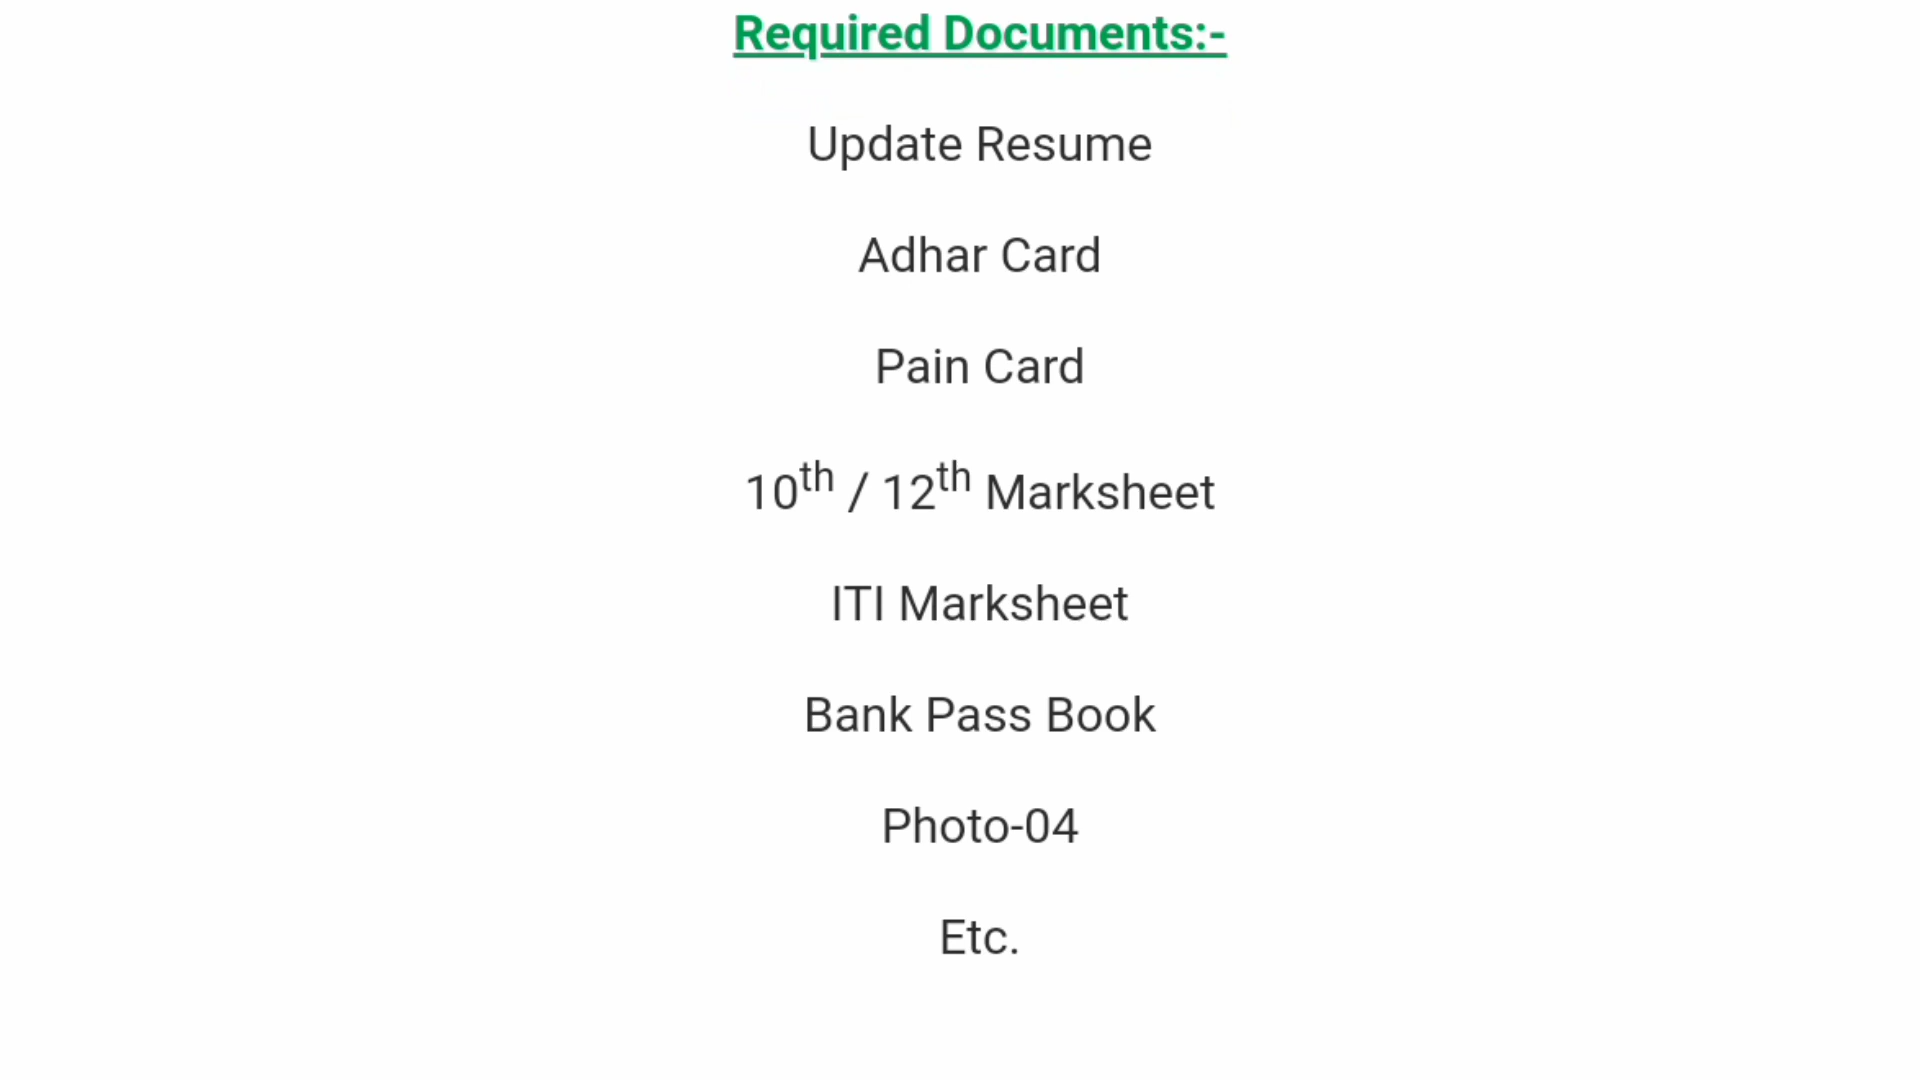 Required Documents:-
Update Resume
Adhar Card
Pain Card
10th / 12th Marksheet
ITI Marksheet
Bank Pass Book
Photo-04
Etc.